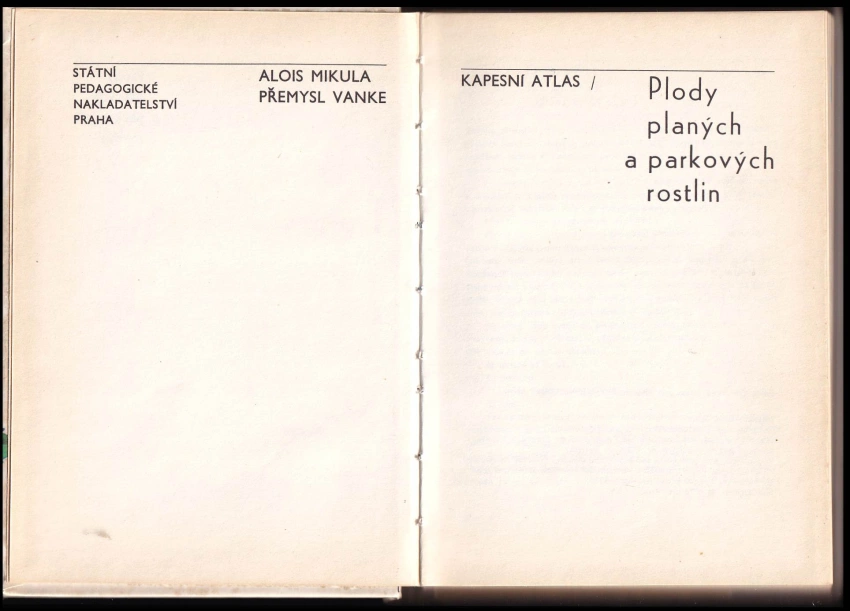 STÁTNÍ
PEDAGOGICKÉ
NAKLADATELSTVÍ
PRAHA
ALOIS MIKULA
PŘEMYSL VANKE
KAPESNÍ ATLAS /
Plody
planých
a parkových
rostlin